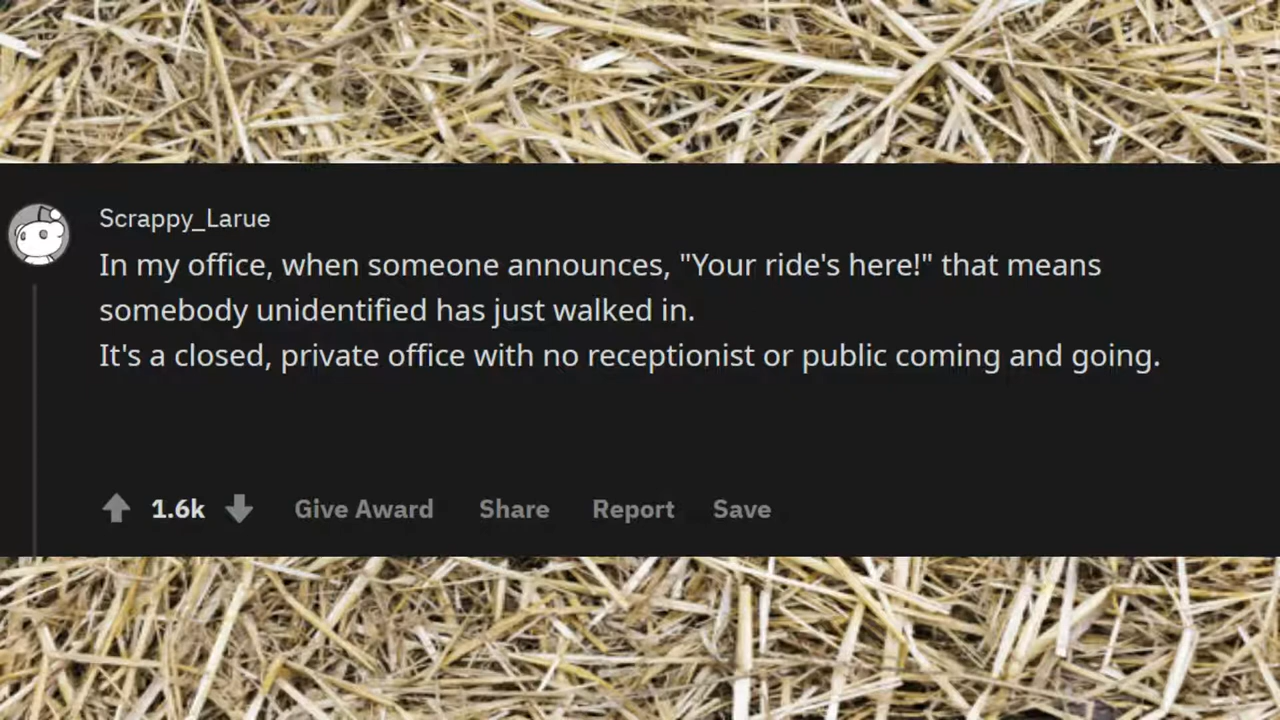 Scrappy_Larue
In my office, when someone announces, "Your ride's here!" that means
somebody unidentified has just walked in.
It's a closed, private office with no receptionist or public coming and going.
1.6k Give Award Share Report Save